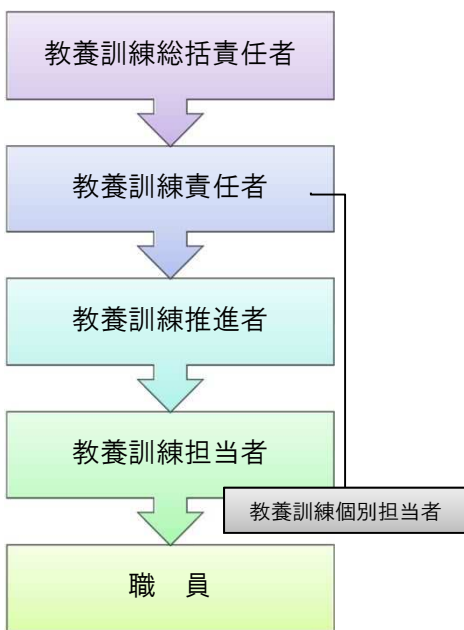 教養訓練総括責任者
教養訓練責任者
教養訓練推進者
教養訓練担当者
教養訓練個別担当者
職　員